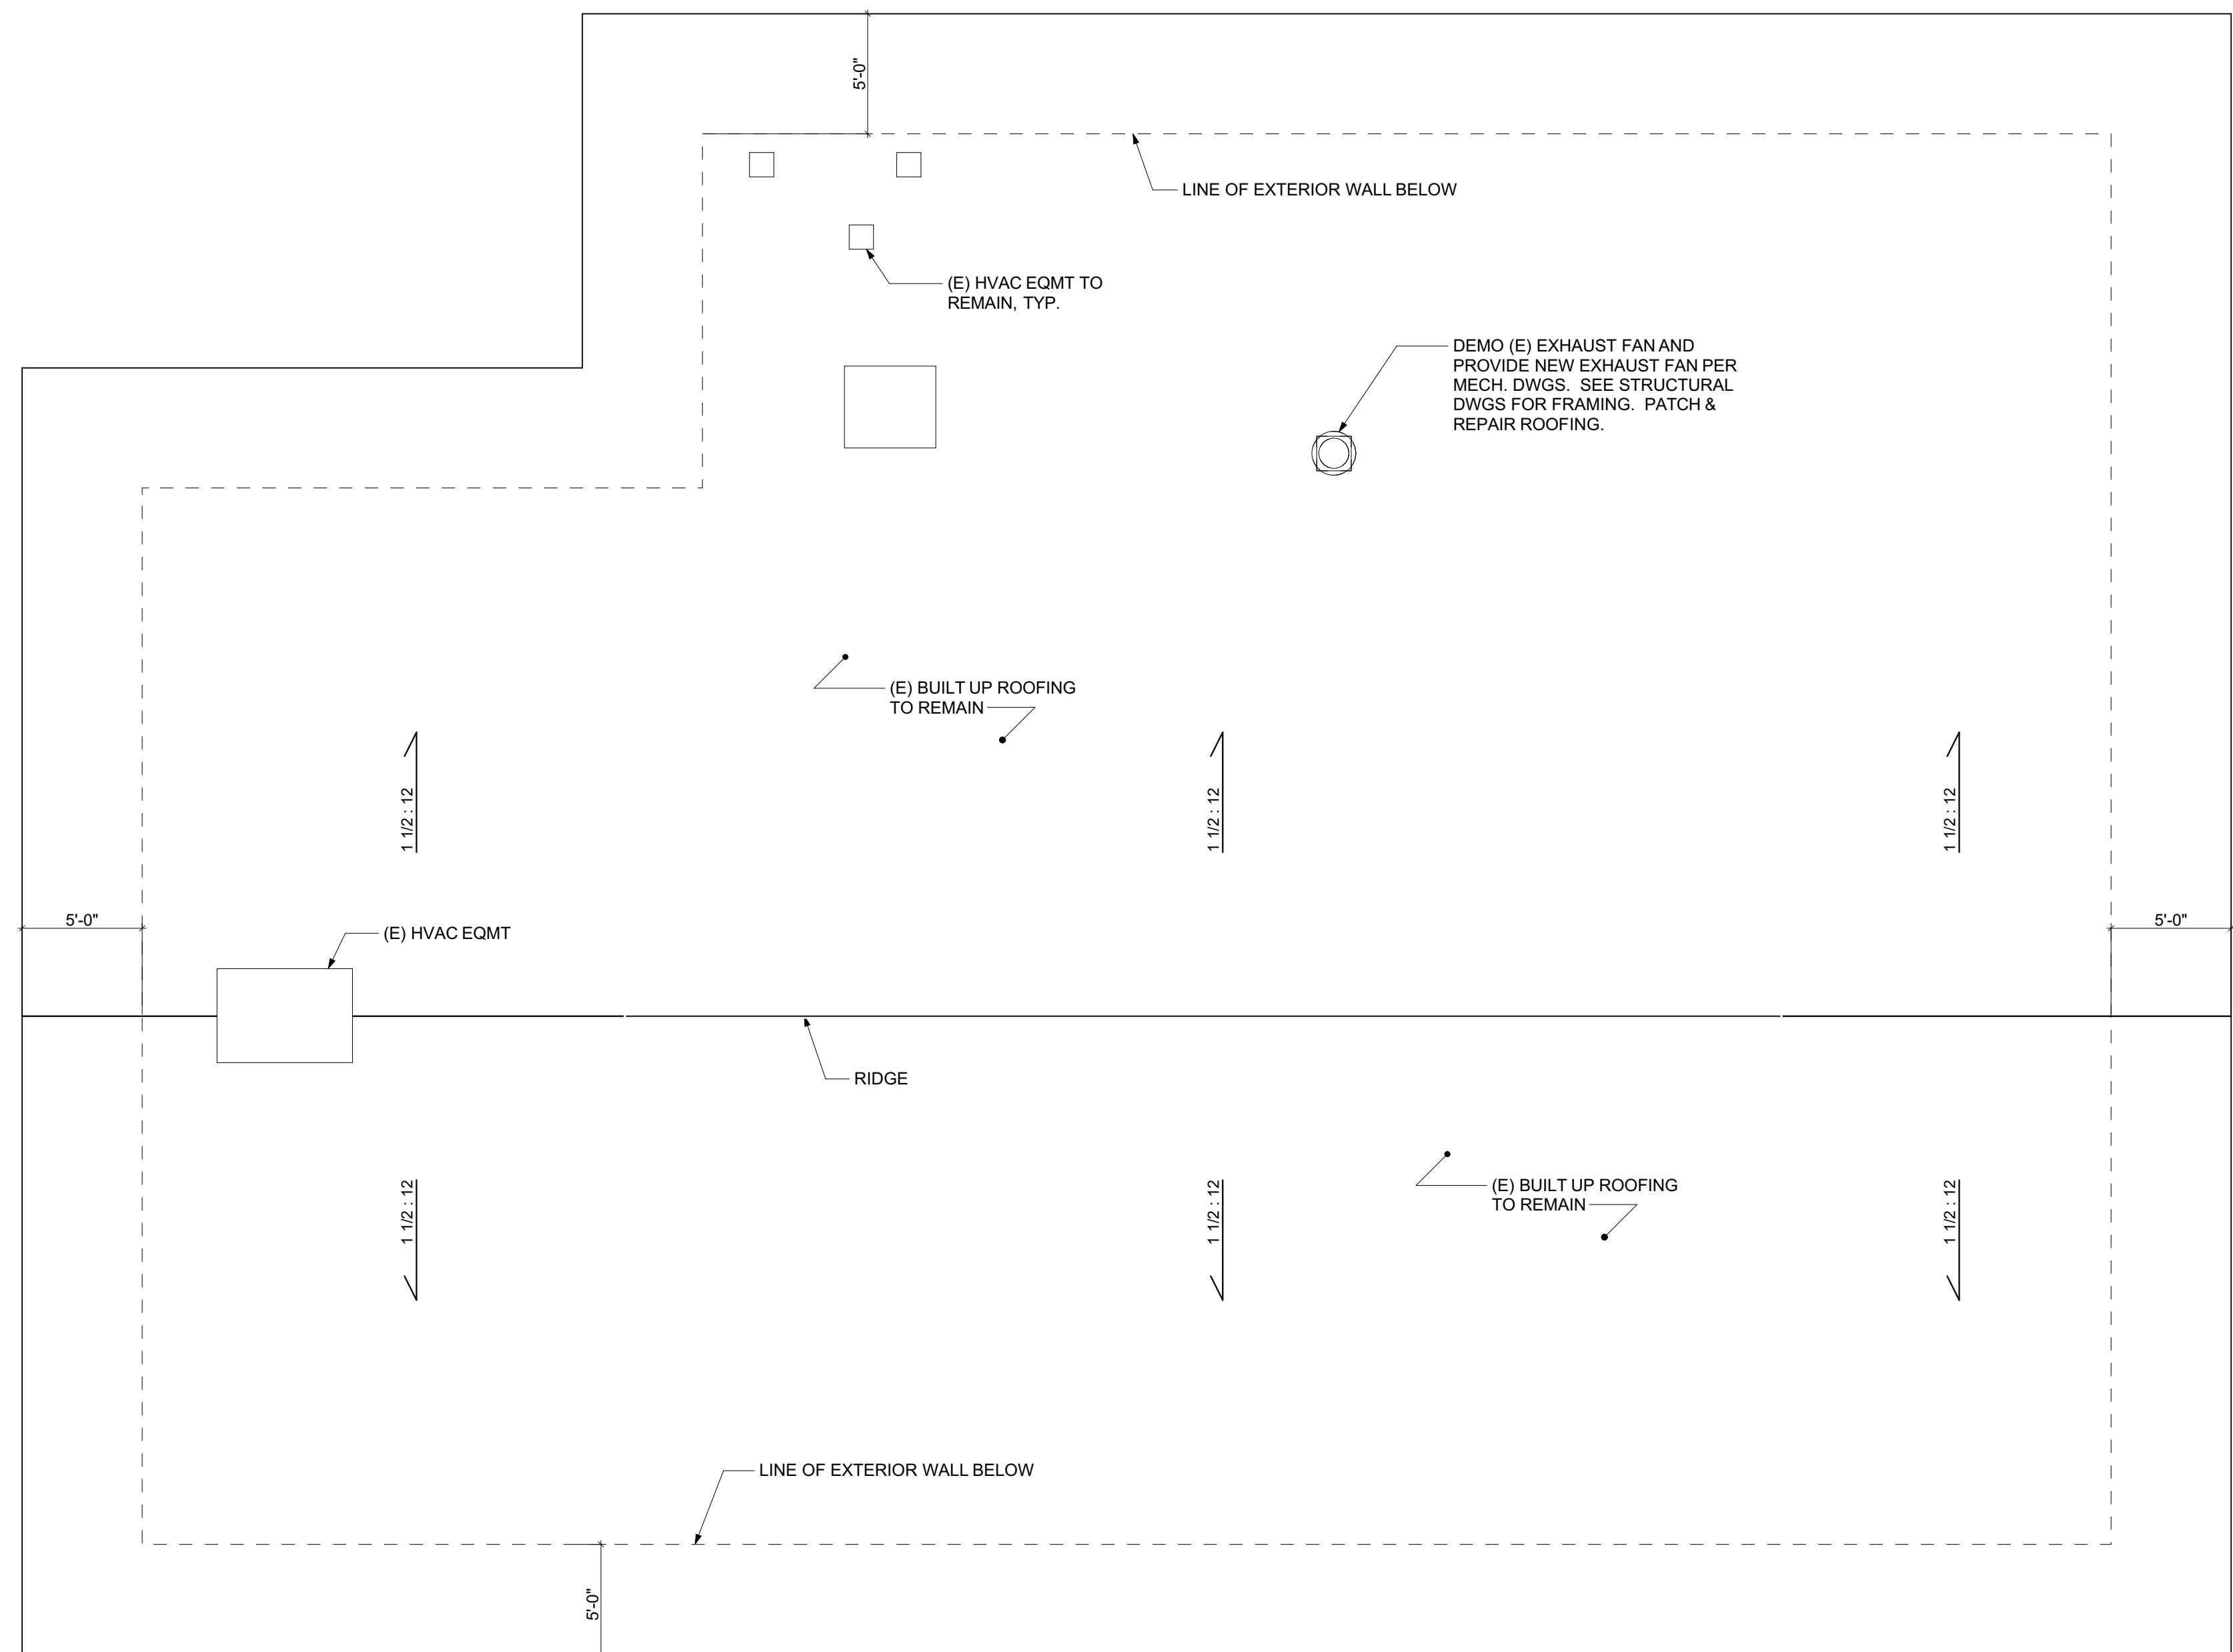 5'-0"
LINE OF EXTERIOR WALL BELOW
(E) HVAC EQMT TO
REMAIN, TYP.
DEMO (E) EXHAUST FAN AND
PROVIDE NEW EXHAUST FAN PER
MECH. DWGS.  SEE STRUCTURAL
DWGS FOR FRAMING.  PATCH &
REPAIR ROOFING.
(E) BUILT UP ROOFING
TO REMAIN
1 1/2 : 12
1 1/2 : 12
1 1/2 : 12
5'-0"
5'-0"
(E) HVAC EQMT
RIDGE
(E) BUILT UP ROOFING
TO REMAIN
1 1/2 : 12
1 1/2 : 12
1 1/2 : 12
LINE OF EXTERIOR WALL BELOW
5'-0"